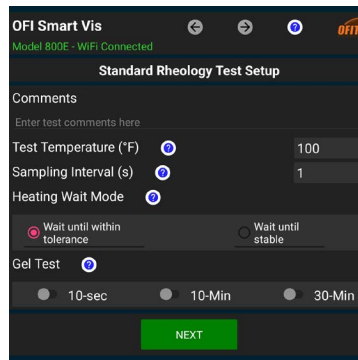 OFI Smart Vis
OFIT
Model 800E - WiFi Connected
Standard Rheology Test Setup
Comments
Enter test comments here
Test Temperature (°F) ? 100
Sampling Interval (s) ? 1
Heating Wait Mode ?
Wait until within
tolerance
Wait until
stable
Gel Test ?
10-sec 10-Min 30-Min
NEXT